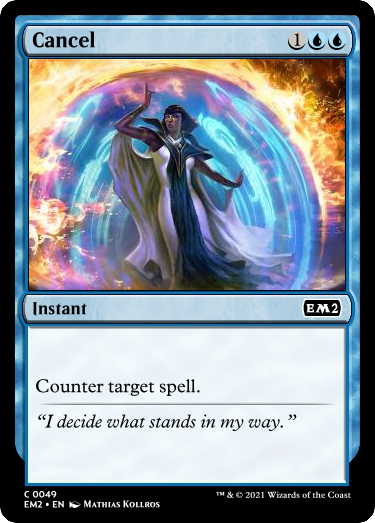 Cancel 1
Instant EM2
Counter target spell.
“I decide what stands in my way.”
C 0049 ™ & © 2021 Wizards of the Coast
EM2 • EN Mathias Kollros